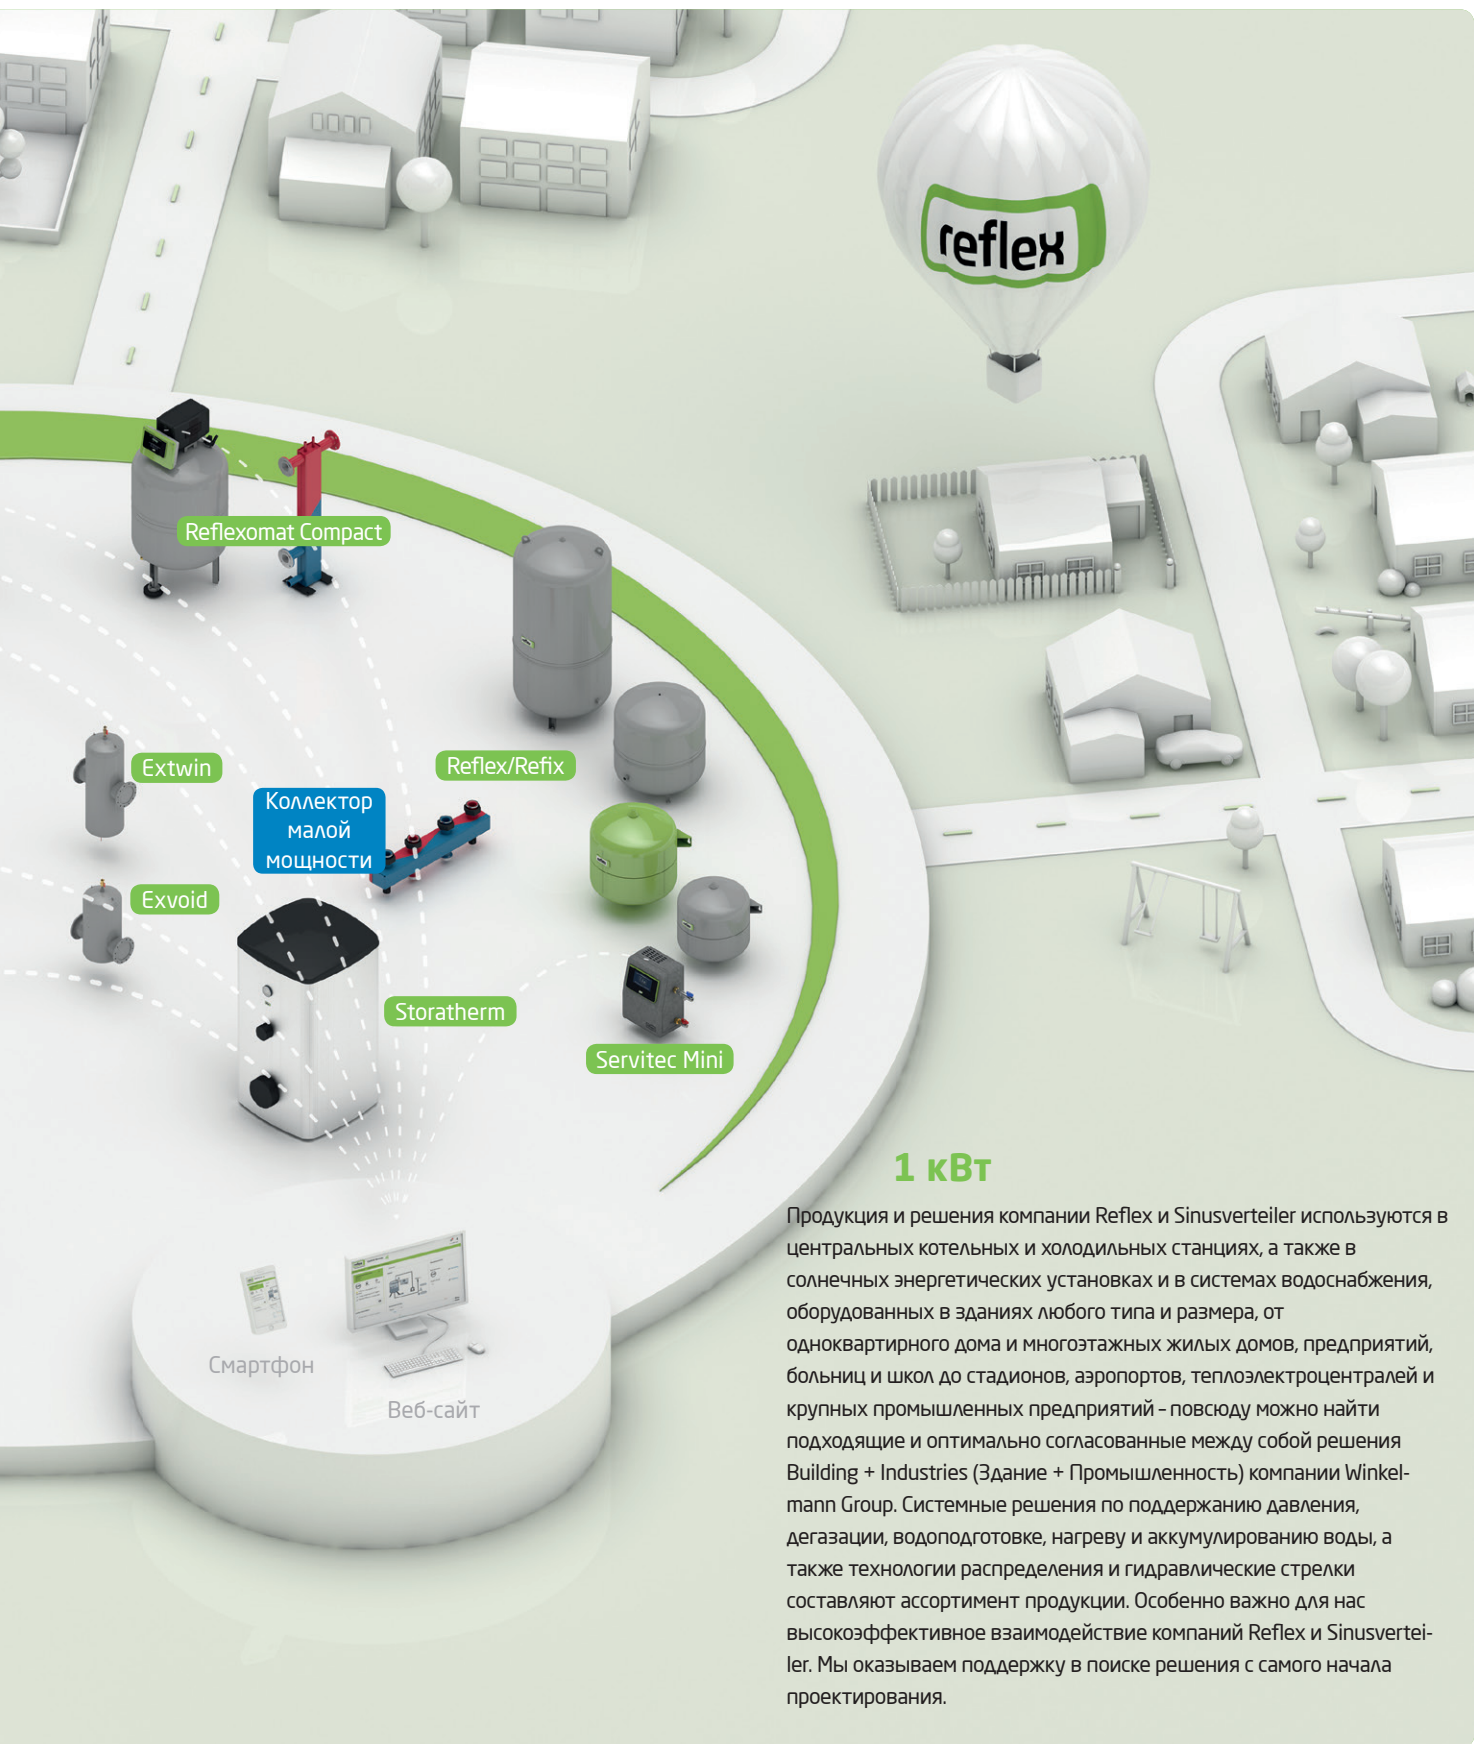 reflex
Reflexomat Compact
Extwin
Reflex/Refix
Коллектор
малой
мощности
Exvoid
Storatherm
Servitec Mini
1 кВт
Продукция и решения компании Reflex и Sinusverteiler используются в
центральных котельных и холодильных станциях, а также в
солнечных энергетических установках и в системах водоснабжения,
оборудованных в зданиях любого типа и размера, от
одноквартирного дома и многоэтажных жилых домов, предприятий,
больниц и школ до стадионов, аэропортов, теплоэлектроцентралей и
крупных промышленных предприятий – повсюду можно найти
подходящие и оптимально согласованные между собой решения
Building + Industries (Здание + Промышленность) компании Winkel-
mann Group. Системные решения по поддержанию давления,
дегазации, водоподготовке, нагреву и аккумулированию воды, а
также технологии распределения и гидравлические стрелки
составляют ассортимент продукции. Особенно важно для нас
высокоэффективное взаимодействие компаний Reflex и Sinusvertei-
ler. Мы оказываем поддержку в поиске решения с самого начала
проектирования.
Смартфон
Веб-сайт